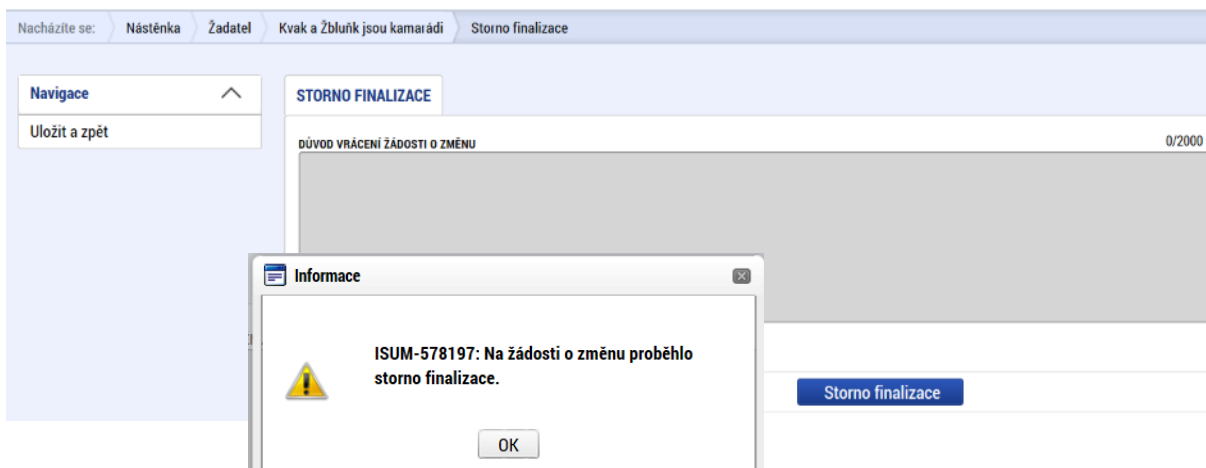 Nacházíte se: Nástěnka Žadatel Kvak a Žbluňk jsou kamarádi Storno finalizace
Navigace
Uložit a zpět
STORNO FINALIZACE
DŮVOD VRÁCENÍ ŽÁDOSTI O ZMĚNU 0/2000
Informace
ISUM-578197: Na žádosti o změnu proběhlo
storno finalizace.
OK
Storno finalizace